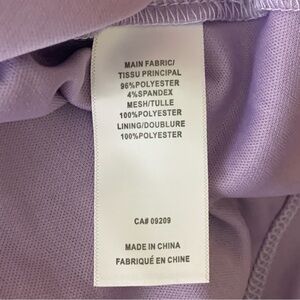 MAIN FABRIC/
TISSU PRINCIPAL
96%POLYESTER
4%SPANDEX
MESH/TULLE
100%POLYESTER
LINING/DOUBLURE
100%POLYESTER
CA# 09209
MADE IN CHINA
FABRIQUÉ EN CHINE